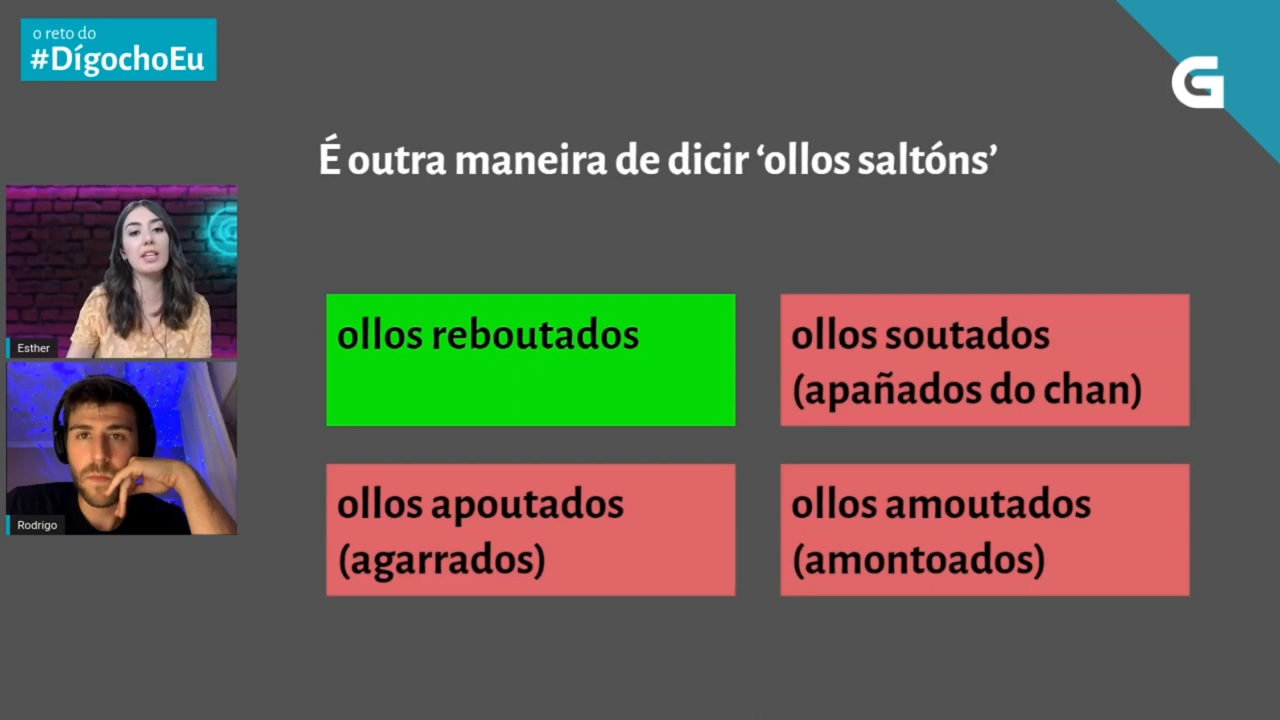 o reto do
#DígochoEu
G
É outra maneira de dicir ‘ollos saltóns’
Esther
Rodrigo
ollos reboutados
ollos soutados
(apañados do chan)
ollos apoutados
(agarrados)
ollos amoutados
(amontoados)